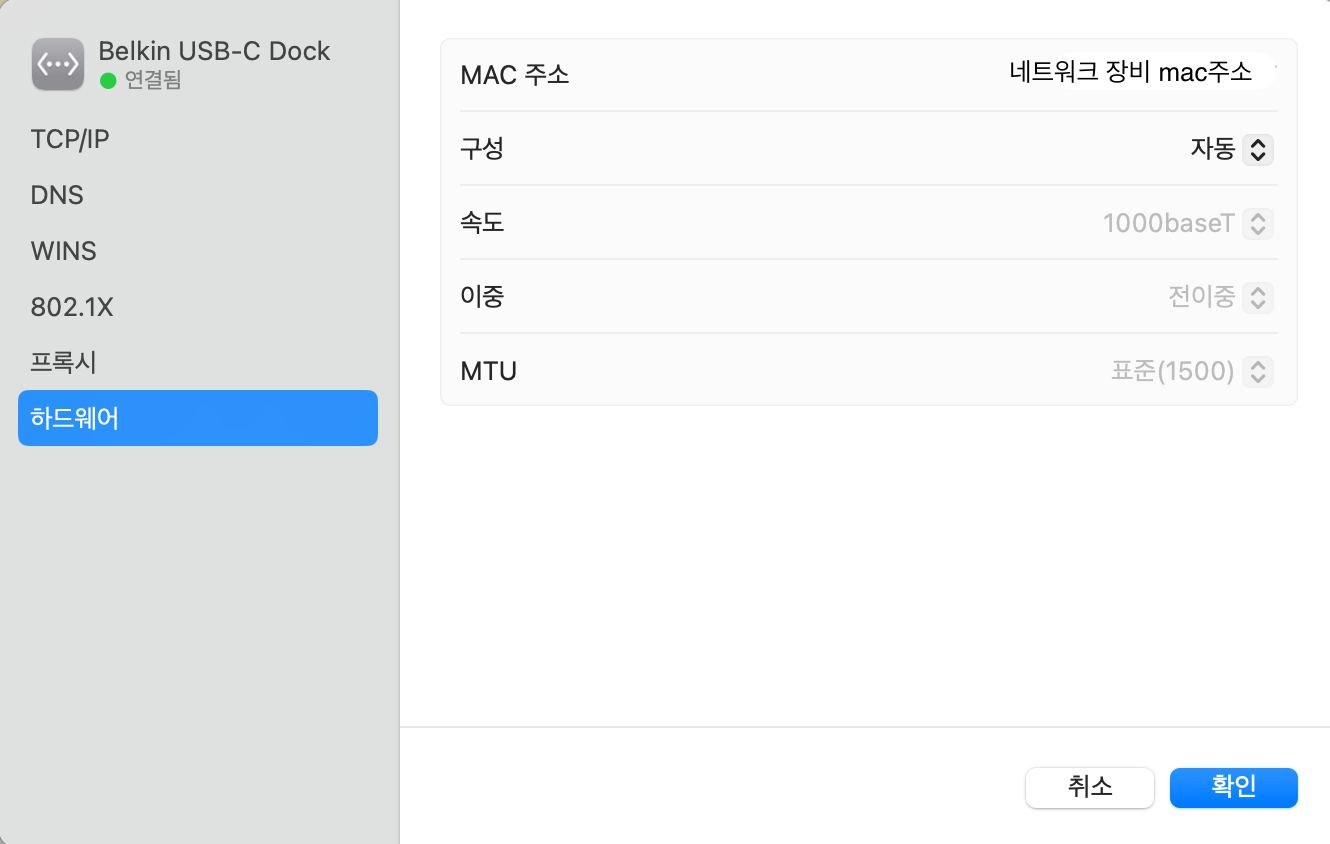 Belkin USB-C Dock
연결됨
TCP/IP
DNS
WINS
802.1X
프록시
하드웨어
MAC 주소 네트워크 장비 mac주소
구성 자동
속도 1000baseT
이중 전이중
MTU 표준(1500)
취소 확인